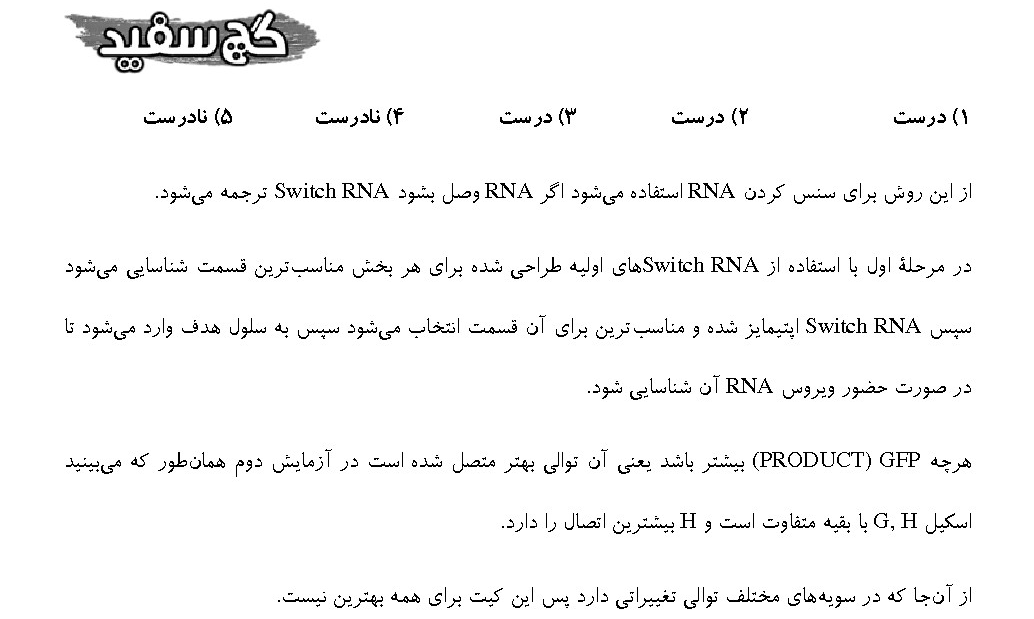 گچ سفید
۱) درست ۲) درست ۳) درست ۴) نادرست ۵) نادرست
از این روش برای سنس کردن RNA استفاده می‌شود اگر RNA وصل بشود Switch RNA ترجمه می‌شود.
در مرحلۀ اول با استفاده از Switch RNAهای اولیه طراحی شده برای هر بخش مناسب‌ترین قسمت شناسایی می‌شود
سپس Switch RNA اپتیمایز شده و مناسب‌ترین برای آن قسمت انتخاب می‌شود سپس به سلول هدف وارد می‌شود تا
در صورت حضور ویروس RNA آن شناسایی شود.
هرچه GFP (PRODUCT) بیشتر باشد یعنی آن توالی بهتر متصل شده است در آزمایش دوم همان‌طور که می‌بینید
اسکیل G, H با بقیه متفاوت است و H بیشترین اتصال را دارد.
از آن‌جا که در سویه‌های مختلف توالی تغییراتی دارد پس این کیت برای همه بهترین نیست.